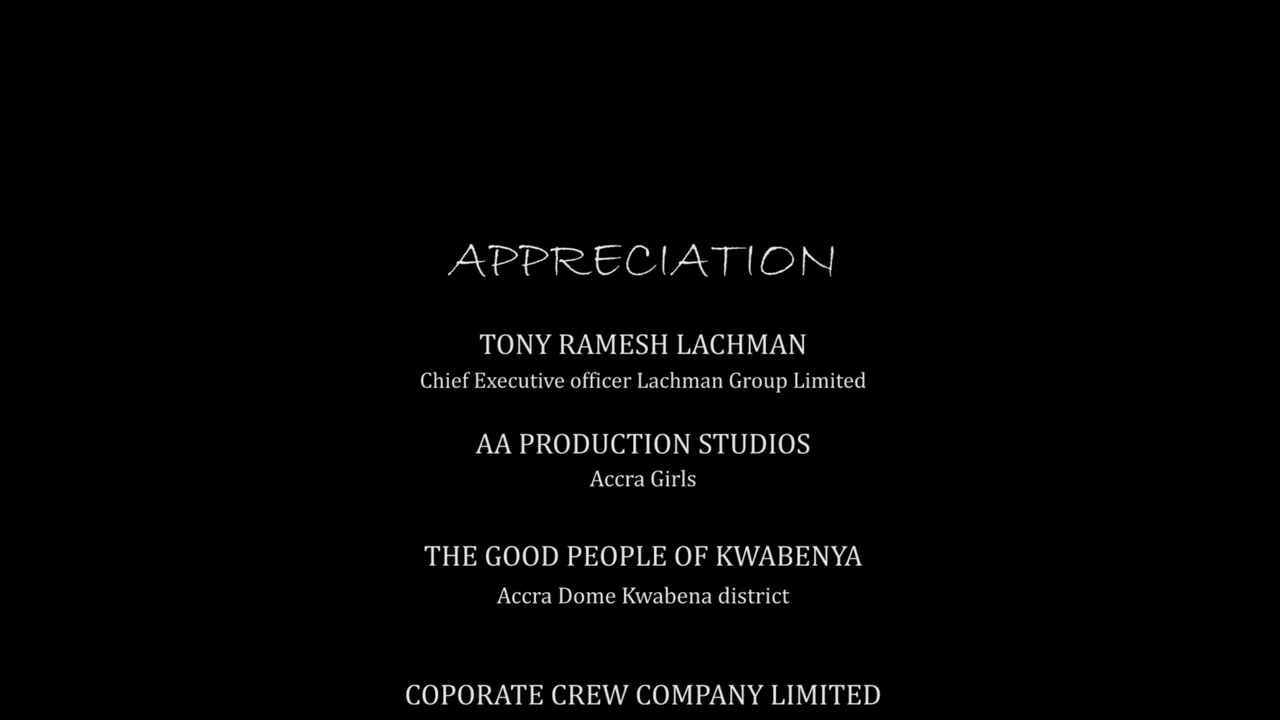 APPRECIATION
TONY RAMESH LACHMAN
Chief Executive officer Lachman Group Limited
AA PRODUCTION STUDIOS
Accra Girls
THE GOOD PEOPLE OF KWABENYA
Accra Dome Kwabena district
COPORATE CREW COMPANY LIMITED